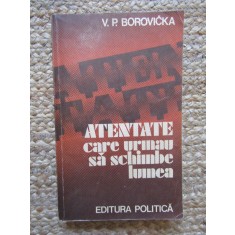 V. P. BOROVIČKA
ATENTATE
care urmau
să schimbe
lumea
EDITURA POLITICĂ